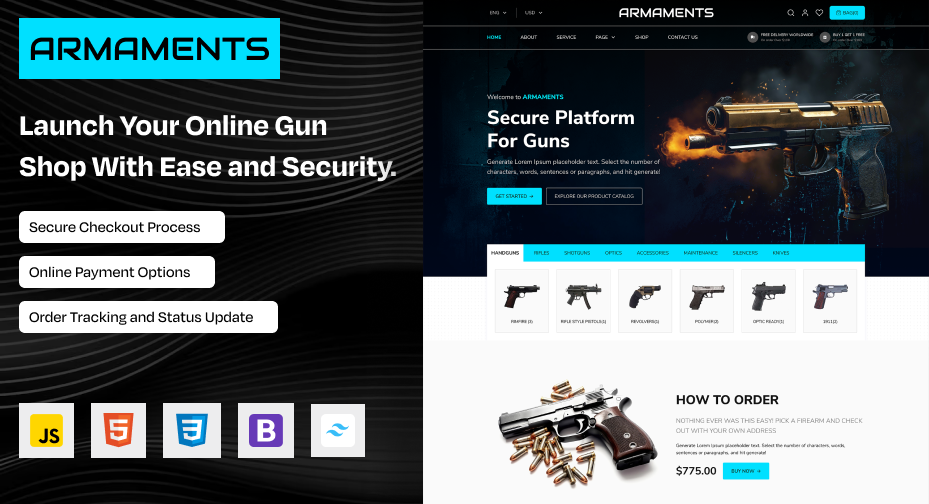 ARMAMENTS
Launch Your Online Gun
Shop With Ease and Security.
Secure Checkout Process
Online Payment Options
Order Tracking and Status Update
JS
5
3
B
ENG
USD
ARMAMENTS
HOME ABOUT SERVICE PAGE SHOP CONTACT US
FREE DELIVERY WORLDWIDE
BUY 1 GET 1 FREE
Welcome to ARMAMENTS
Secure Platform
For Guns
Generate Lorem Ipsum placeholder text. Select the number of
characters, words, sentences or paragraphs, and hit generate!
GET STARTED →
EXPLORE OUR PRODUCT CATALOG
HANDGUNS RIFLES SHOTGUNS OPTICS ACCESSORIES MAINTENANCE SILENCERS KNIVES
RIMFIRE (3)
RIFLE STYLE PISTOLS(1)
REVOLVERS(1)
POLYMER(2)
OPTIC READY(1)
1911(2)
HOW TO ORDER
NOTHING EVER WAS THIS EASY! PICK A FIREARM AND CHECK
OUT WITH YOUR OWN ADDRESS
Generate Lorem Ipsum placeholder text. Select the number of characters, words,
sentences or paragraphs, and hit generate!
$775.00
BUY NOW →